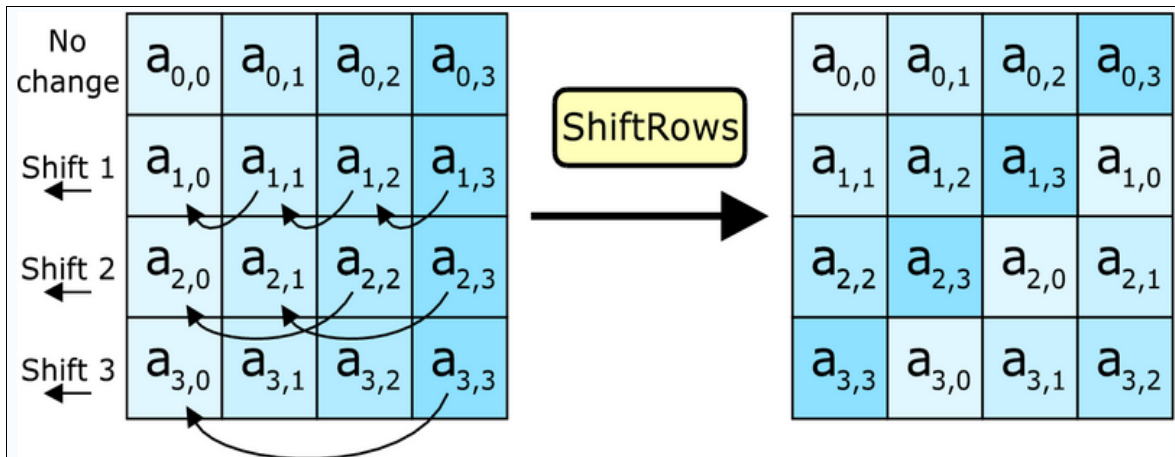 No
change
a0,0 a0,1 a0,2 a0,3
Shift 1
a1,0 a1,1 a1,2 a1,3
Shift 2
a2,0 a2,1 a2,2 a2,3
Shift 3
a3,0 a3,1 a3,2 a3,3
ShiftRows
a0,0 a0,1 a0,2 a0,3
a1,1 a1,2 a1,3 a1,0
a2,2 a2,3 a2,0 a2,1
a3,3 a3,0 a3,1 a3,2